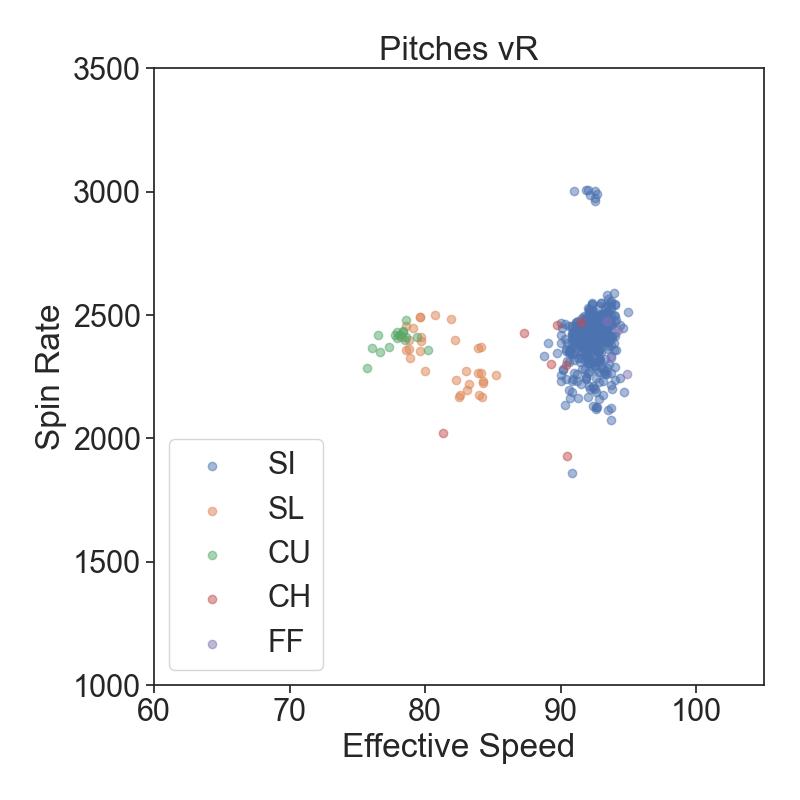 Pitches vR
3500
3000
2500
2000
1500
1000
Spin Rate
SI
SL
CU
CH
FF
60 70 80 90 100
Effective Speed